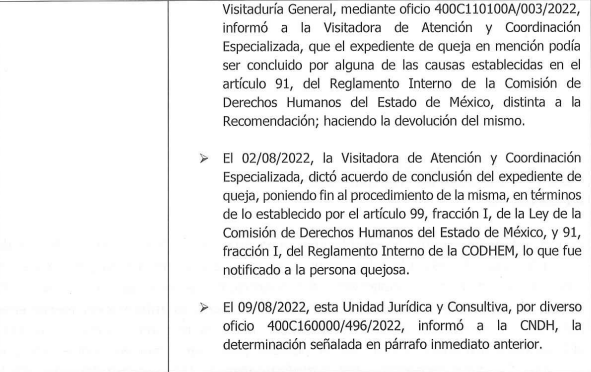 Visitaduría General, mediante oficio 400C110100A/003/2022,
informó a la Visitadora de Atención y Coordinación
Especializada, que el expediente de queja en mención podía
ser concluido por alguna de las causas establecidas en el
artículo 91, del Reglamento Interno de la Comisión de
Derechos Humanos del Estado de México, distinta a la
Recomendación; haciendo la devolución del mismo.
➢ El 02/08/2022, la Visitadora de Atención y Coordinación
Especializada, dictó acuerdo de conclusión del expediente de
queja, poniendo fin al procedimiento de la misma, en términos
de lo establecido por el artículo 99, fracción I, de la Ley de la
Comisión de Derechos Humanos del Estado de México, y 91,
fracción I, del Reglamento Interno de la CODHEM, lo que fue
notificado a la persona quejosa.
➢ El 09/08/2022, esta Unidad Jurídica y Consultiva, por diverso
oficio 400C160000/496/2022, informó a la CNDH, la
determinación señalada en párrafo inmediato anterior.